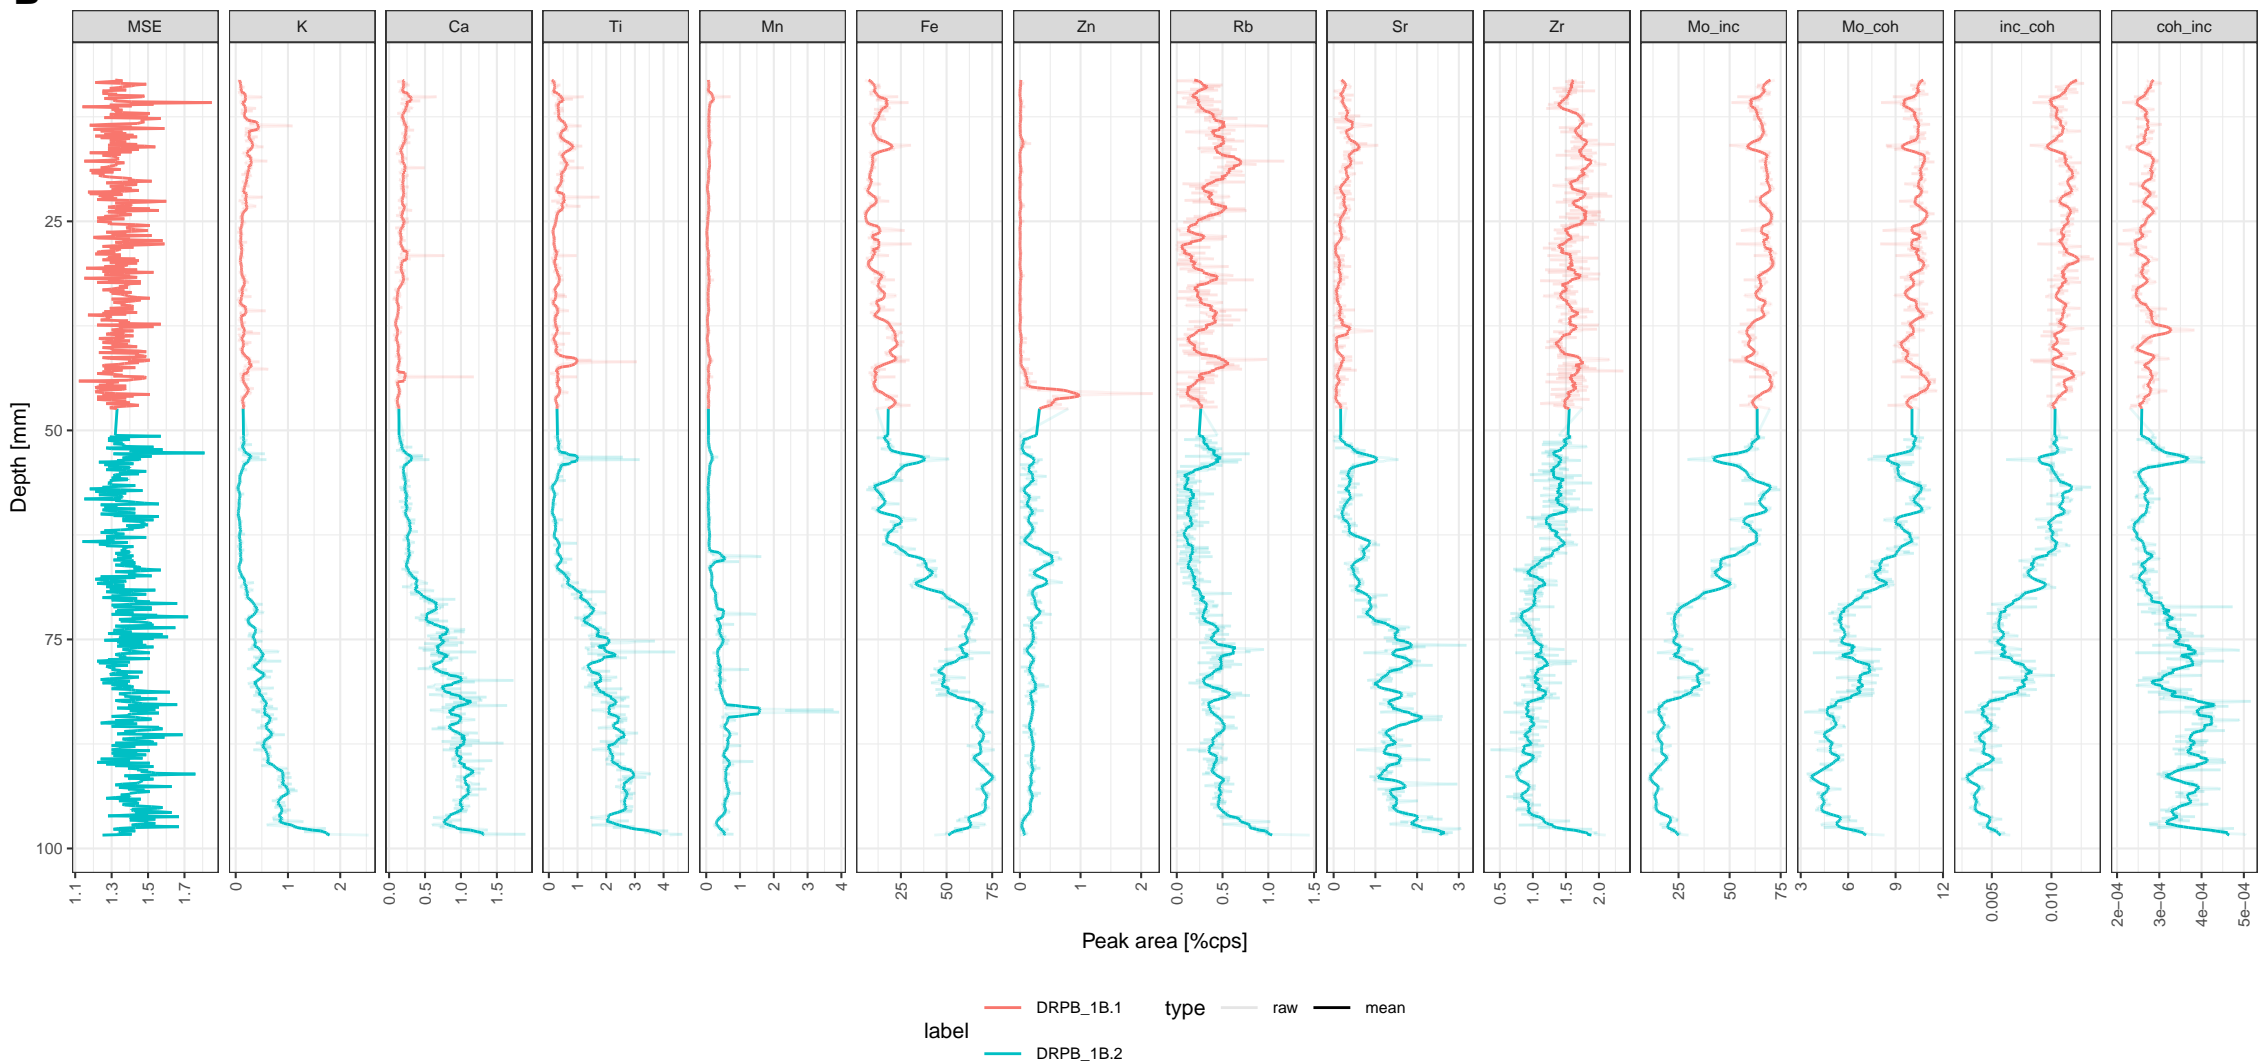 MSE K Ca Ti Mn Fe Zn Rb Sr Zr Mo_inc Mo_coh inc_coh coh_inc
25
50
75
100
Depth [mm]
1.1 1.3 1.5 1.7 0 1 2 0.0 0.5 1.0 1.5 0 1 2 3 4 0 1 2 3 4 25 50 75 0 1 2 0.0 0.5 1.0 1.5 0 1 2 3 0.5 1.0 1.5 2.0 25 50 75 3 6 9 12 0.005 0.010 2e−04 3e−04 4e−04 5e−04
Peak area [%cps]
label
DRPB_1B.1
DRPB_1B.2
type
raw
mean